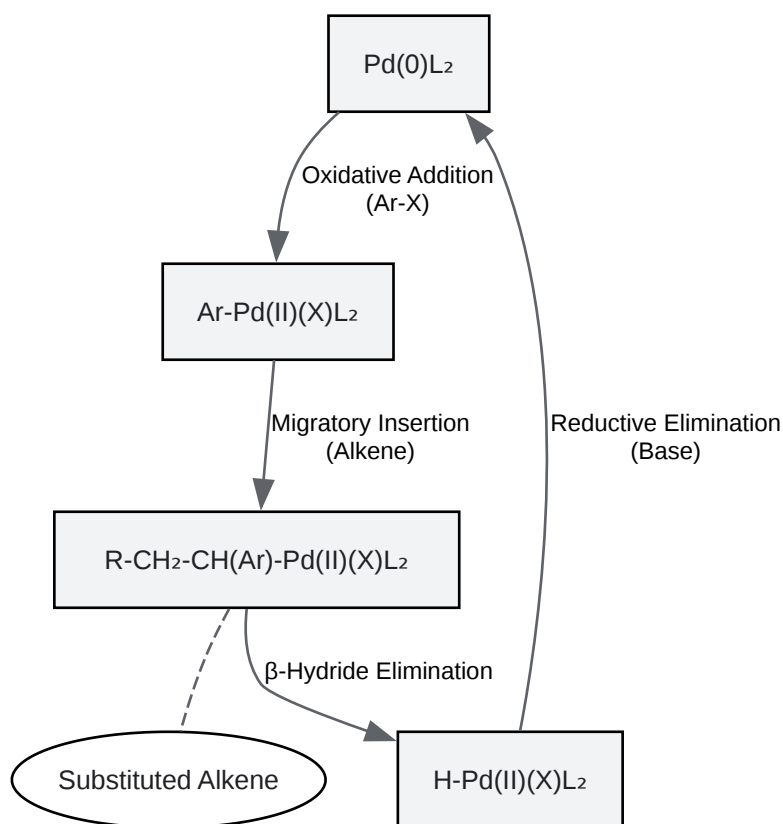 Pd(0)L₂
Oxidative Addition
(Ar-X)
Ar-Pd(II)(X)L₂
Migratory Insertion
(Alkene)
Reductive Elimination
(Base)
R-CH₂-CH(Ar)-Pd(II)(X)L₂
β-Hydride Elimination
Substituted Alkene
H-Pd(II)(X)L₂